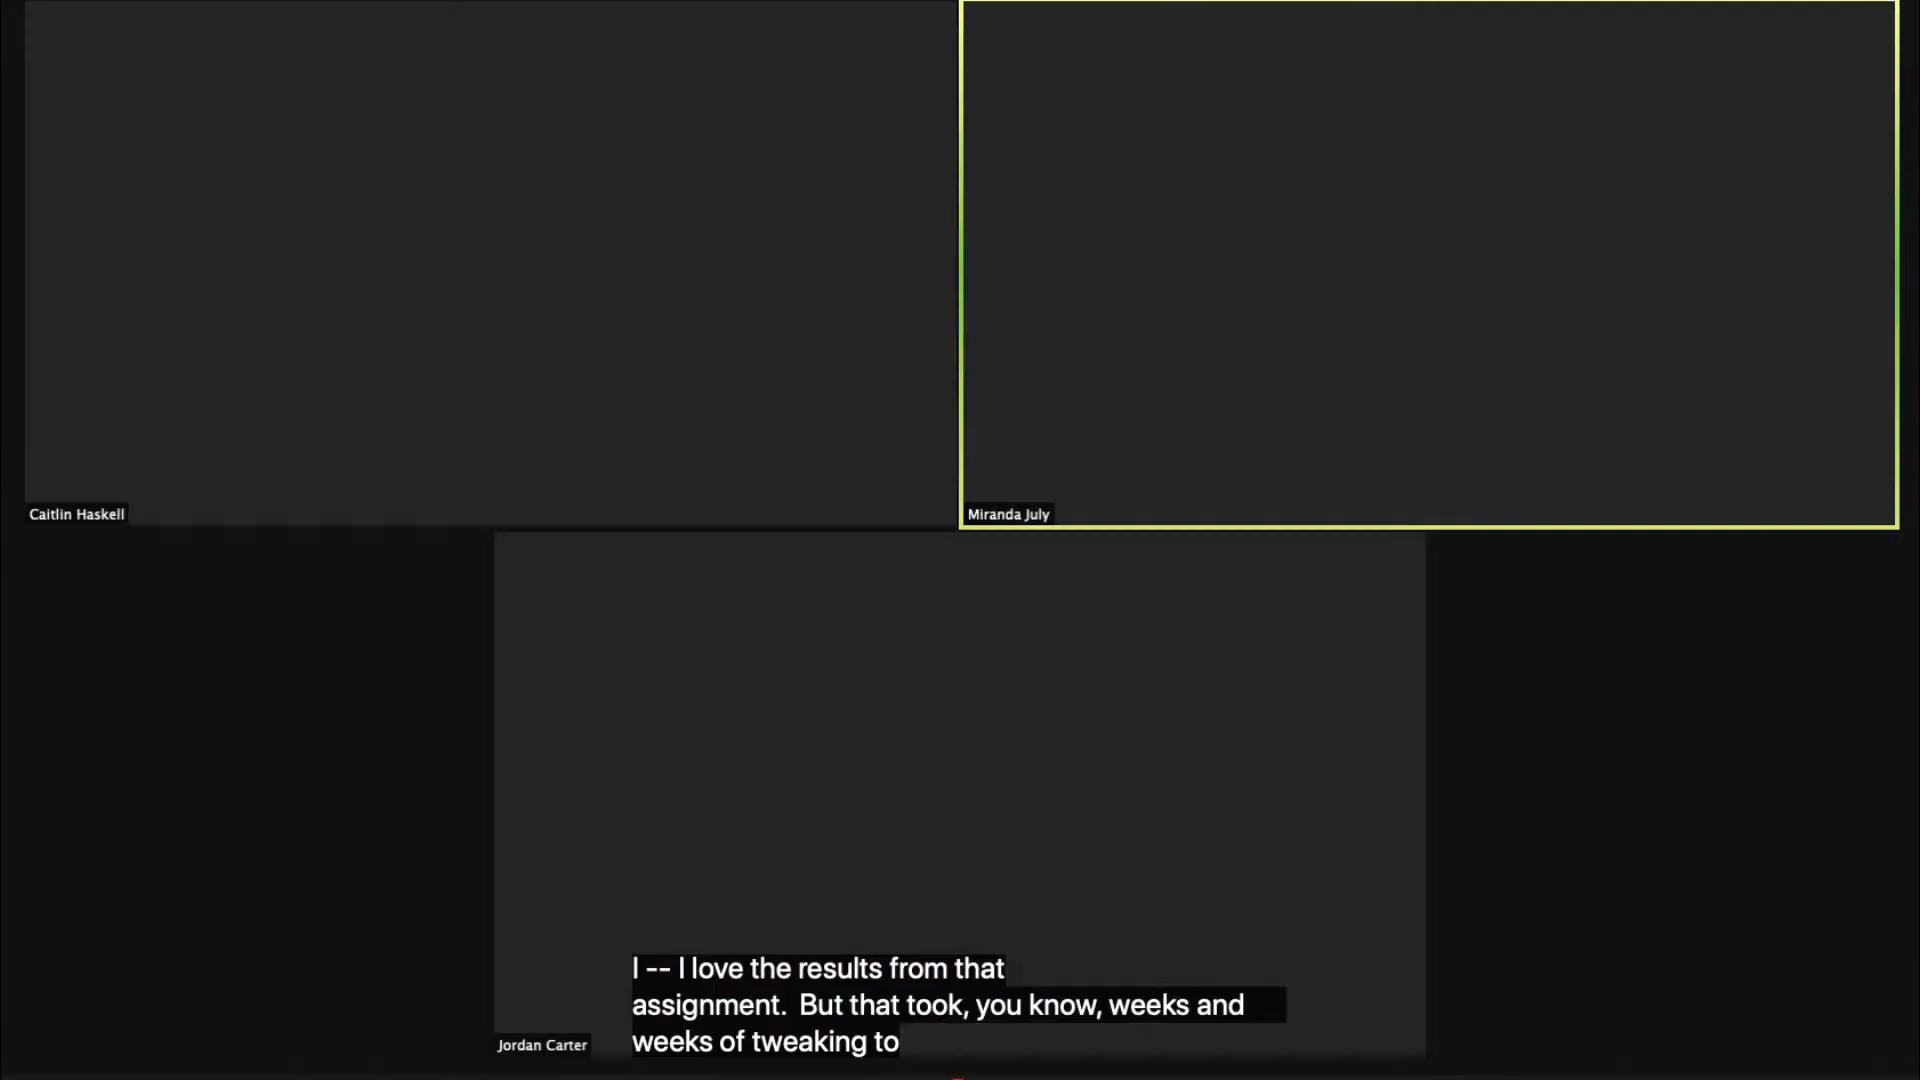 Caitlin Haskell
Miranda July
I -- I love the results from that
assignment.  But that took, you know, weeks and
weeks of tweaking to
Jordan Carter